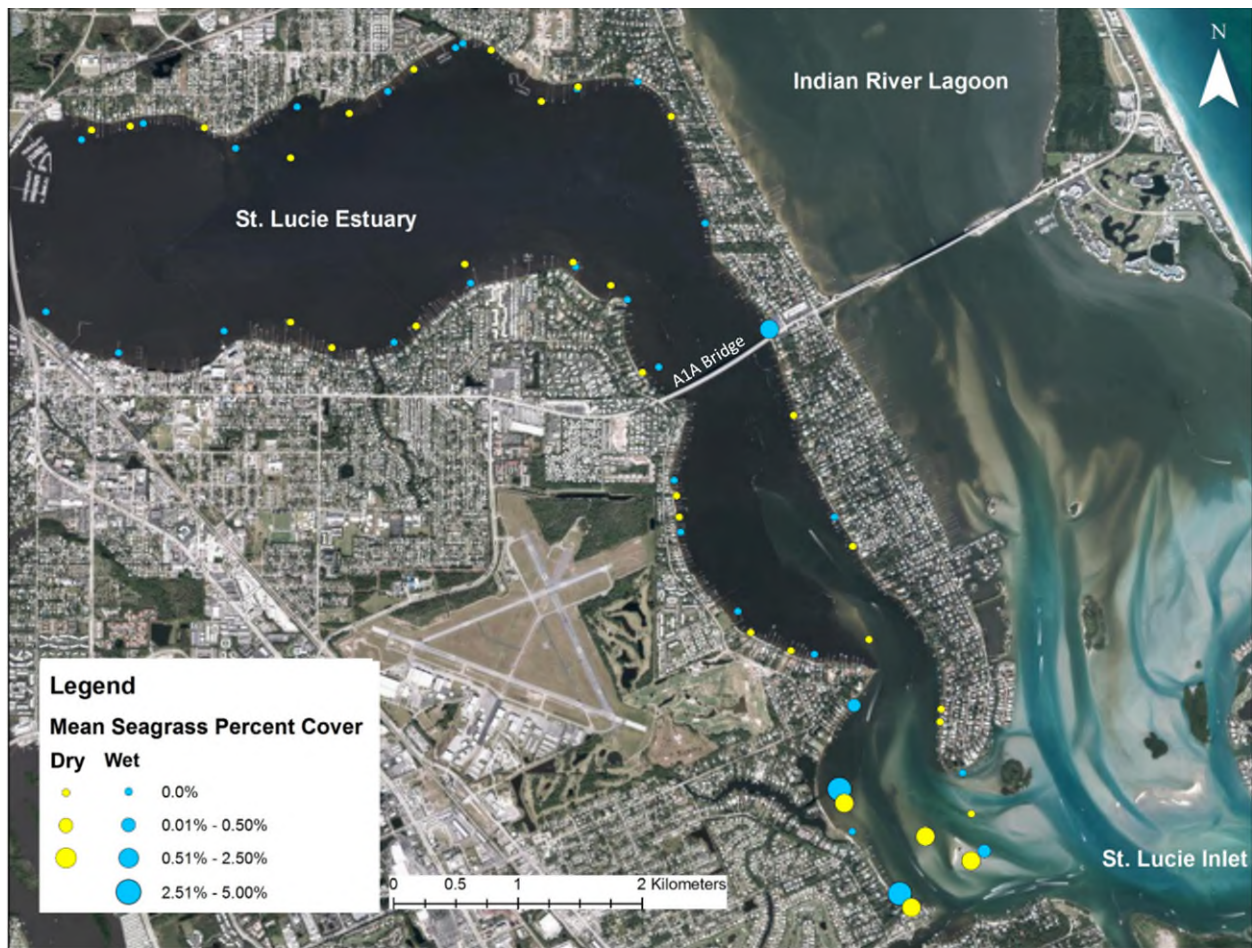 N
Indian River Lagoon
St. Lucie Estuary
A1A Bridge
Legend
Mean Seagrass Percent Cover
Dry Wet
0.0%
0.01% - 0.50%
0.51% - 2.50%
2.51% - 5.00%
0 0.5 1 2 Kilometers
St. Lucie Inlet